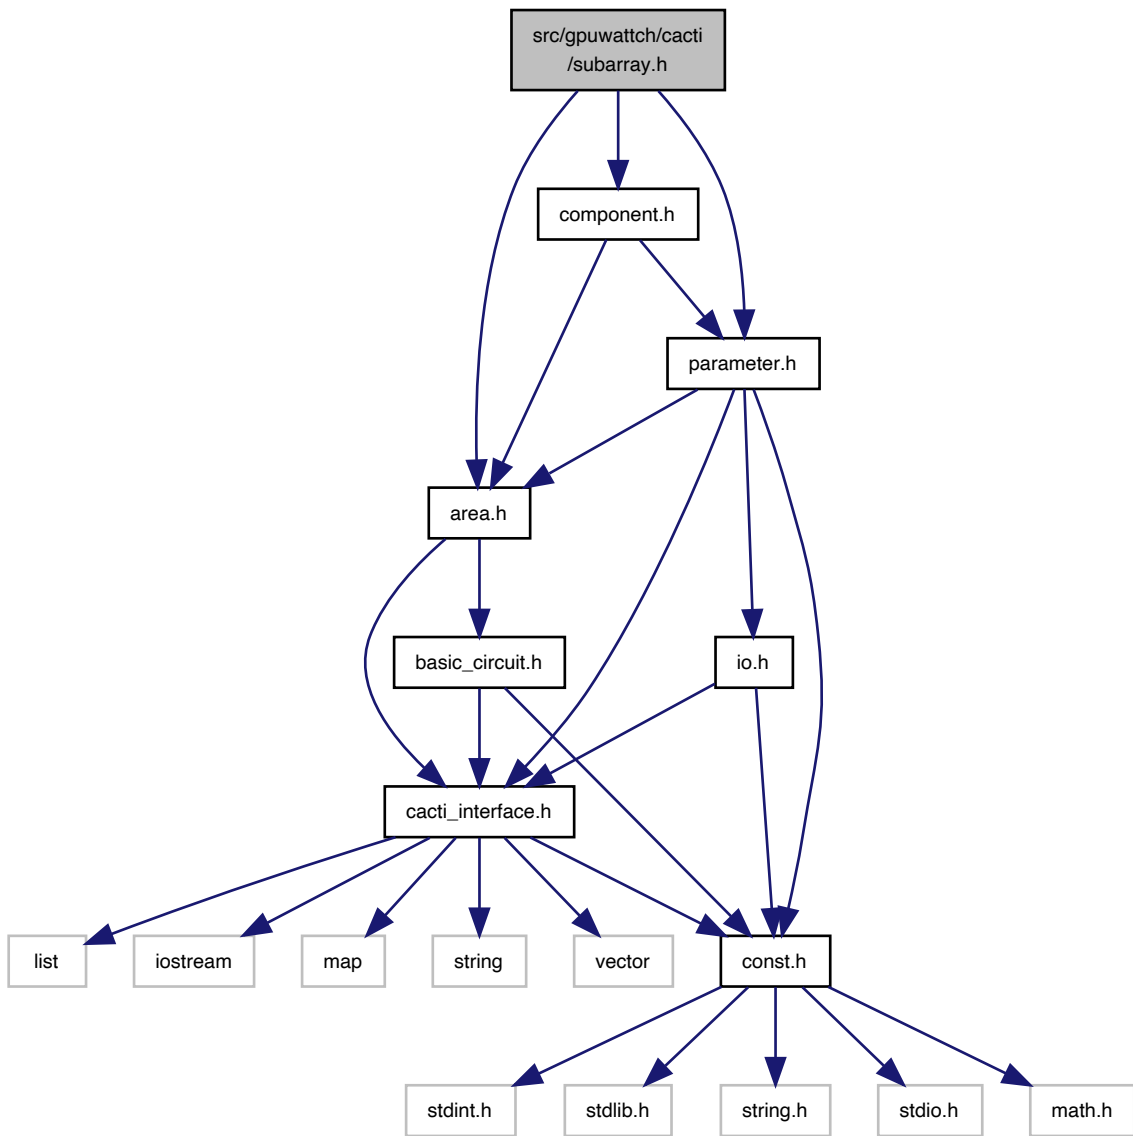 src/gpuwattch/cacti
/subarray.h
component.h
parameter.h
area.h
basic_circuit.h
io.h
cacti_interface.h
list
iostream
map
string
vector
const.h
stdint.h
stdlib.h
string.h
stdio.h
math.h